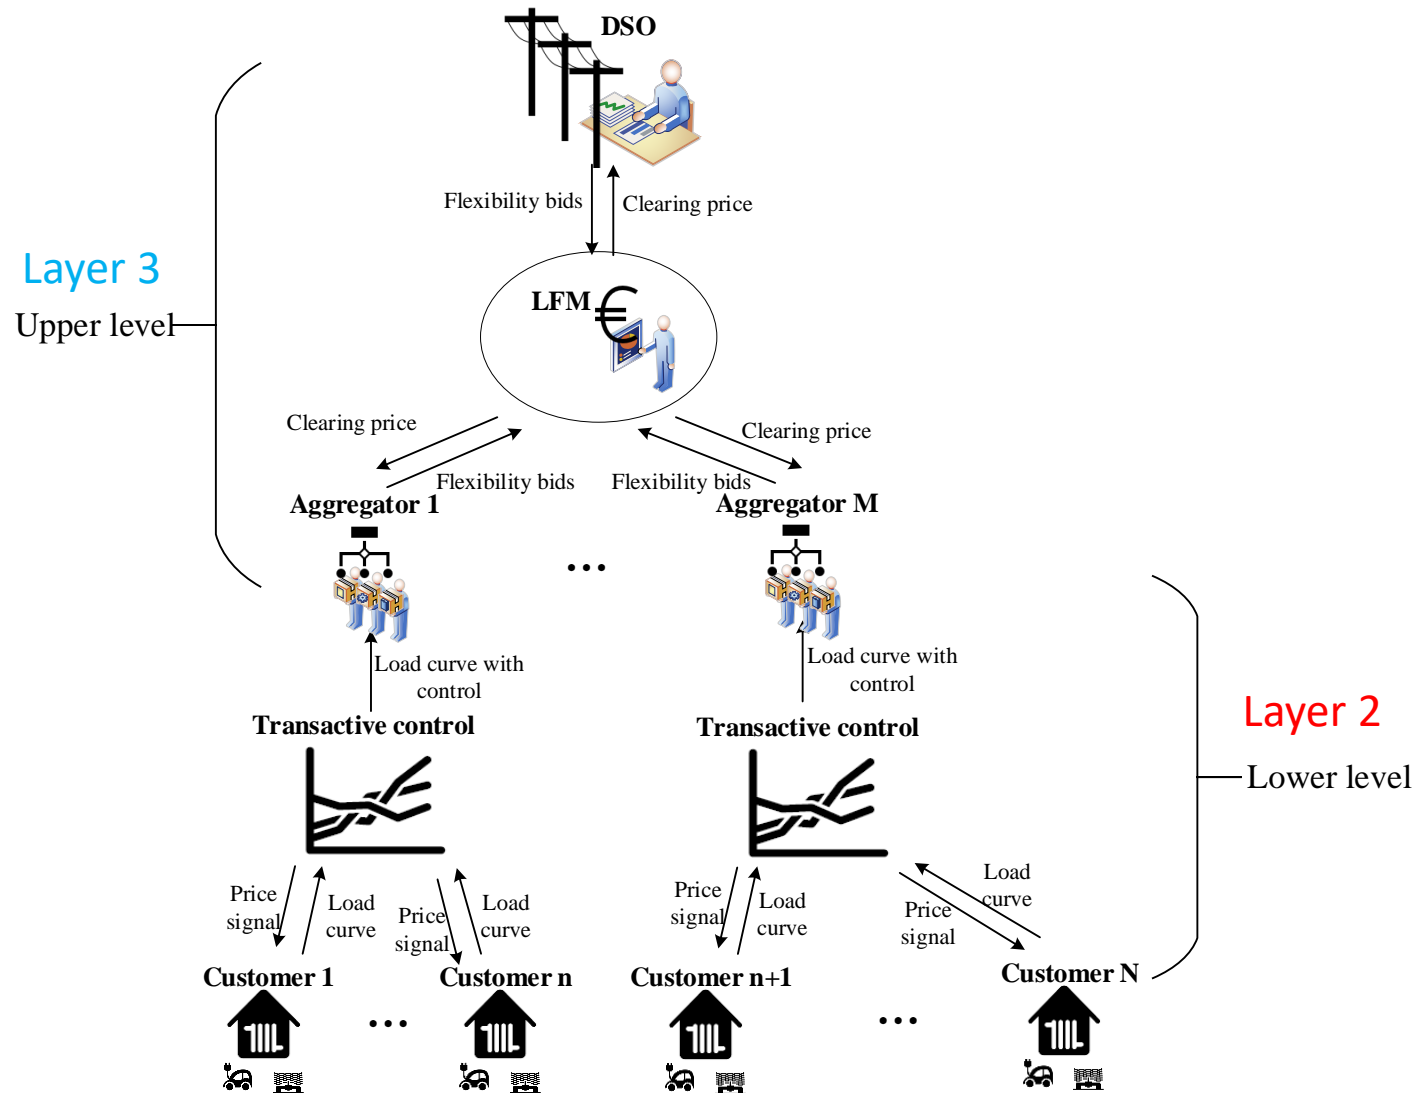 DSO
Flexibility bids
Clearing price
Layer 3
Upper level
LFM
€
Clearing price
Clearing price
Flexibility bids
Flexibility bids
Aggregator 1
Aggregator M
...
Load curve with
control
Load curve with
control
Transactive control
Transactive control
Layer 2
Lower level
Price
signal
Load
curve
Price
signal
Load
curve
Price
signal
Load
curve
Price
signal
Load
curve
Customer 1
Customer n
Customer n+1
Customer N
...
...